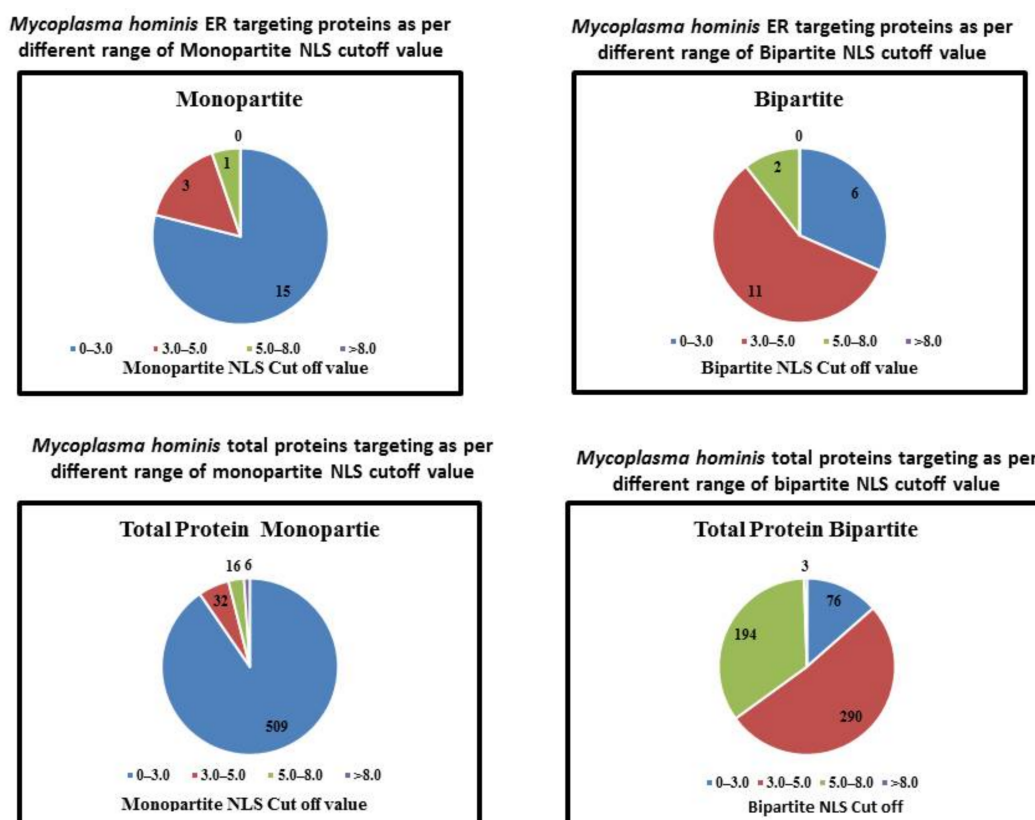 Mycoplasma hominis ER targeting proteins as per
different range of Monopartite NLS cutoff value
Monopartite
0
1
3
15
0–3.0 3.0–5.0 5.0–8.0 >8.0
Monopartite NLS Cut off value
Mycoplasma hominis ER targeting proteins as per
different range of Bipartite NLS cutoff value
Bipartite
0
2
6
11
0–3.0 3.0–5.0 5.0–8.0 >8.0
Bipartite NLS Cut off value
Mycoplasma hominis total proteins targeting as per
different range of monopartite NLS cutoff value
Total Protein Monopartie
16 6
32
509
0–3.0 3.0–5.0 5.0–8.0 >8.0
Monopartite NLS Cut off value
Mycoplasma hominis total proteins targeting as per
different range of bipartite NLS cutoff value
Total Protein Bipartite
3
76
194
290
0–3.0 3.0–5.0 5.0–8.0 >8.0
Bipartite NLS Cut off